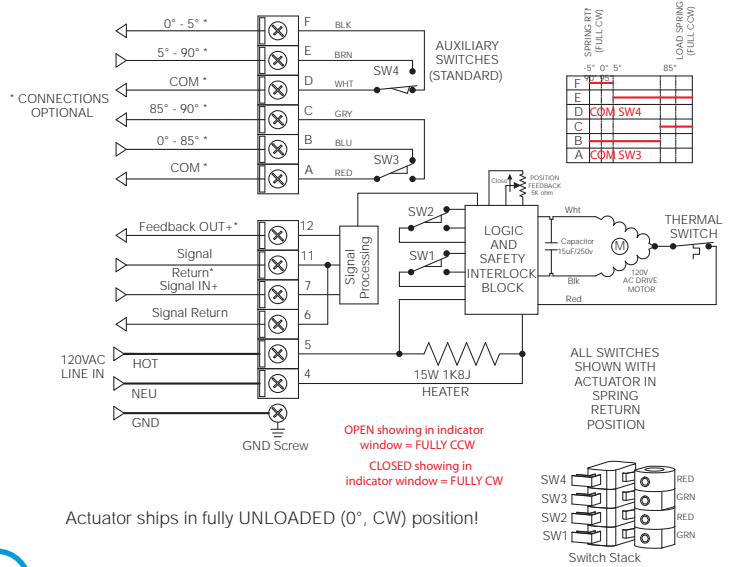 0° - 5° *
F
BLK
5° - 90° *
E
BRN
COM *
D
WHT
SW4
AUXILIARY
SWITCHES
(STANDARD)
* CONNECTIONS
OPTIONAL
85° - 90° *
C
GRY
0° - 85° *
B
BLU
COM *
A
RED
SW3
SPRING RTN
(FULL CW)
LOAD SPRING
(FULL CCW)
-5° 0° 5°
85°
90° 95°
F
E
D COM SW4
C
B
A COM SW3
Feedback OUT+*
12
Signal
11
Return*
Signal IN+
7
Signal Return
6
Signal
Processing
SW2
SW1
Close
POSITION
FEEDBACK
5K ohm
LOGIC
AND
SAFETY
INTERLOCK
BLOCK
Wht
Capacitor
15uF/250v
Blk
Red
M
120V
AC DRIVE
MOTOR
THERMAL
SWITCH
120VAC
LINE IN
HOT
5
NEU
4
GND
GND Screw
15W 1K8J
HEATER
ALL SWITCHES
SHOWN WITH
ACTUATOR IN
SPRING
RETURN
POSITION
OPEN showing in indicator
window = FULLY CCW
CLOSED showing in
indicator window = FULLY CW
Actuator ships in fully UNLOADED (0°, CW) position!
SW4
RED
SW3
GRN
SW2
RED
SW1
GRN
Switch Stack